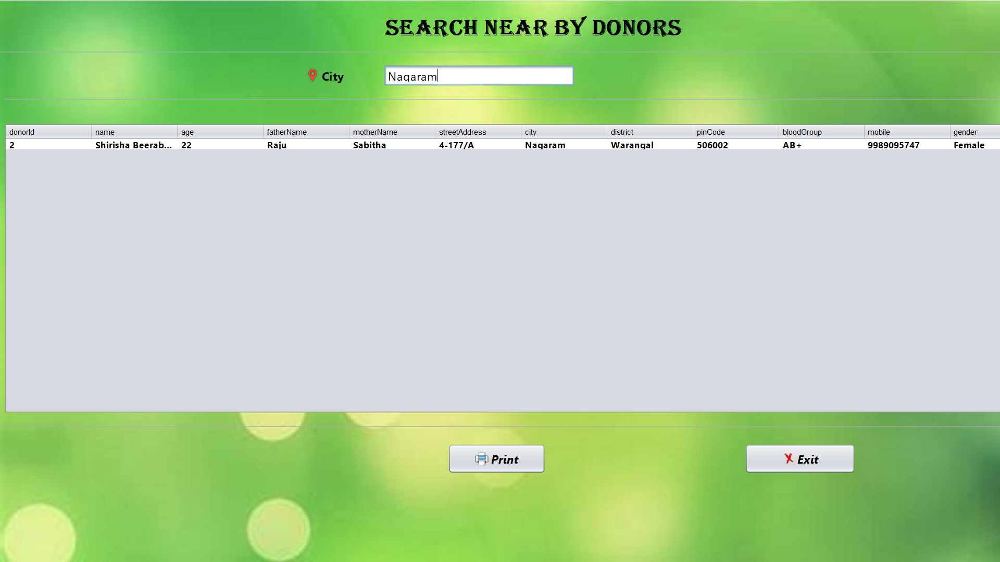 SEARCH NEAR BY DONORS
City Nagaram
donorId name age fatherName motherName streetAddress city district pinCode bloodGroup mobile gender
2 Shirisha Beerab... 22 Raju Sabitha 4-177/A Nagaram Warangal 506002 AB+ 9989095747 Female
Print Exit